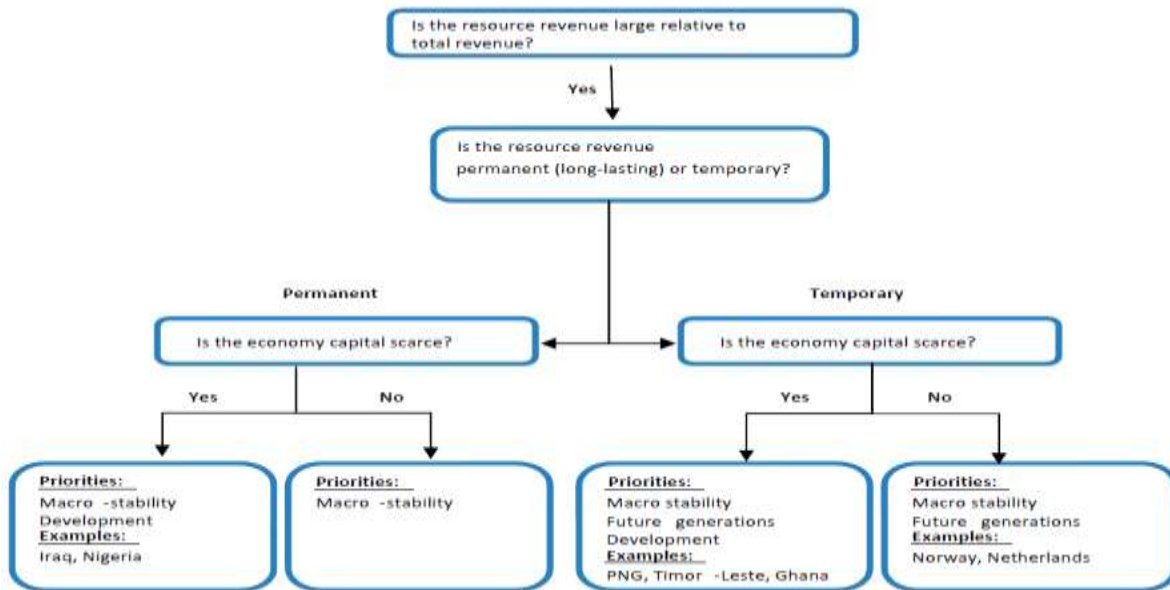 Is the resource revenue large relative to
total revenue?
Yes
Is the resource revenue
permanent (long-lasting) or temporary?
Permanent
Temporary
Is the economy capital scarce?
Is the economy capital scarce?
Yes
No
Yes
No
Priorities:
Macro -stability
Development
Examples:
Iraq, Nigeria
Priorities:
Macro -stability
Priorities:
Macro stability
Future generations
Development
Examples:
PNG, Timor -Leste, Ghana
Priorities:
Macro stability
Future generations
Examples:
Norway, Netherlands